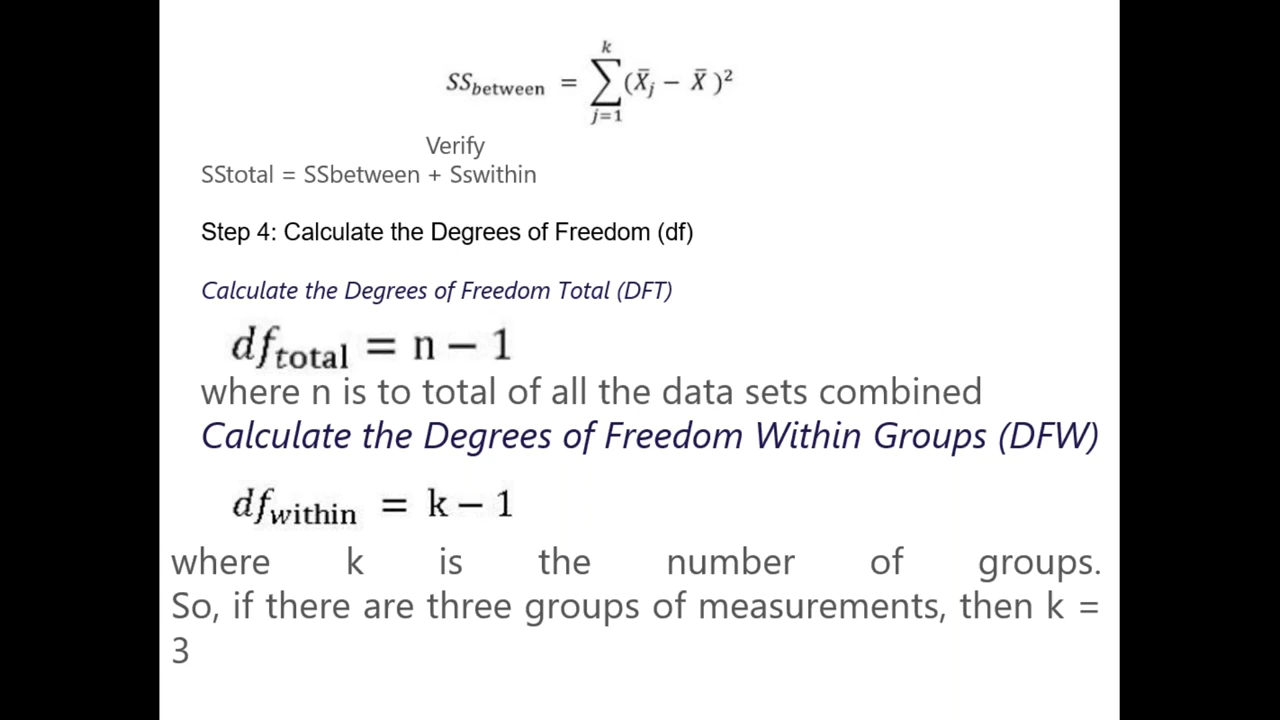 SSbetween = ∑_{j=1}^{k} (X̄ⱼ − X̄ )²
Verify
SStotal = SSbetween + Sswithin
Step 4: Calculate the Degrees of Freedom (df)
Calculate the Degrees of Freedom Total (DFT)
df_total = n − 1
where n is to total of all the data sets combined
Calculate the Degrees of Freedom Within Groups (DFW)
df_within = k − 1
where k is the number of groups.
So, if there are three groups of measurements, then k =
3